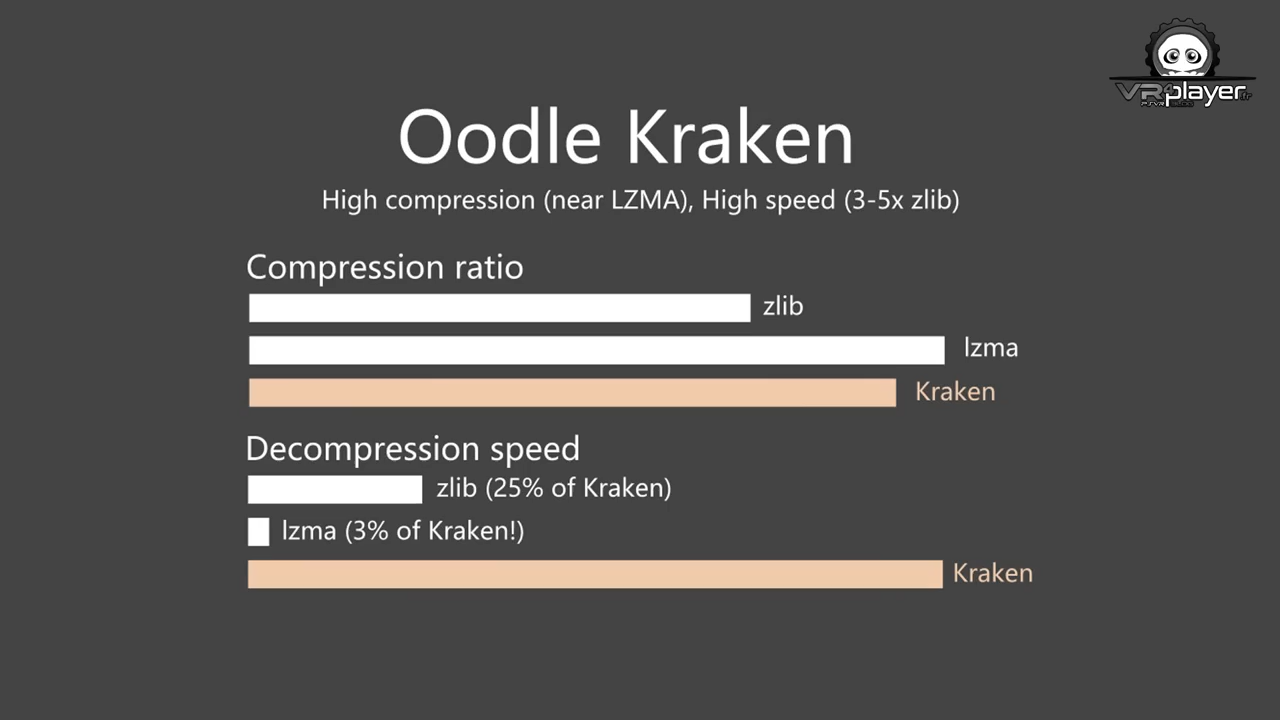 VR4player.fr
Oodle Kraken
High compression (near LZMA), High speed (3-5x zlib)
Compression ratio
zlib
lzma
Kraken
Decompression speed
zlib (25% of Kraken)
lzma (3% of Kraken!)
Kraken